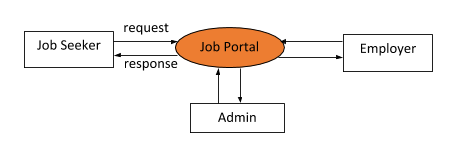 request
Job Seeker
Job Portal
Employer
response
Admin